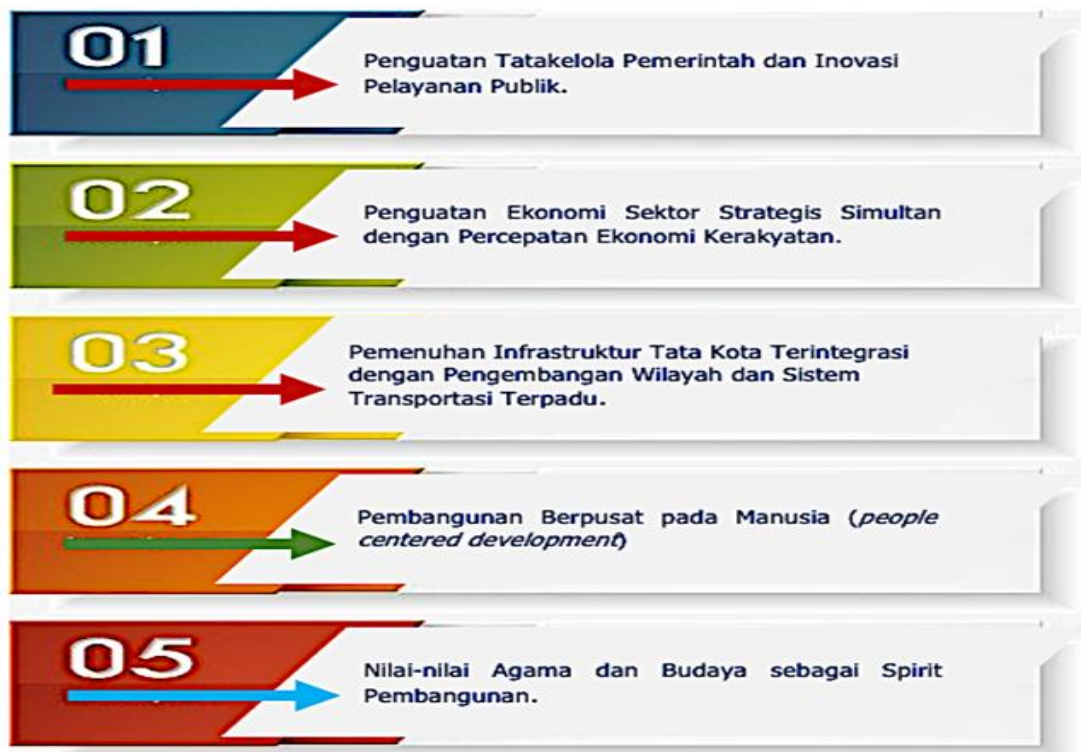 01
Penguatan Tatakelola Pemerintah dan Inovasi
Pelayanan Publik.
02
Penguatan Ekonomi Sektor Strategis Simultan
dengan Percepatan Ekonomi Kerakyatan.
03
Pemenuhan Infrastruktur Tata Kota Terintegrasi
dengan Pengembangan Wilayah dan Sistem
Transportasi Terpadu.
04
Pembangunan Berpusat pada Manusia (people
centered development)
05
Nilai-nilai Agama dan Budaya sebagai Spirit
Pembangunan.